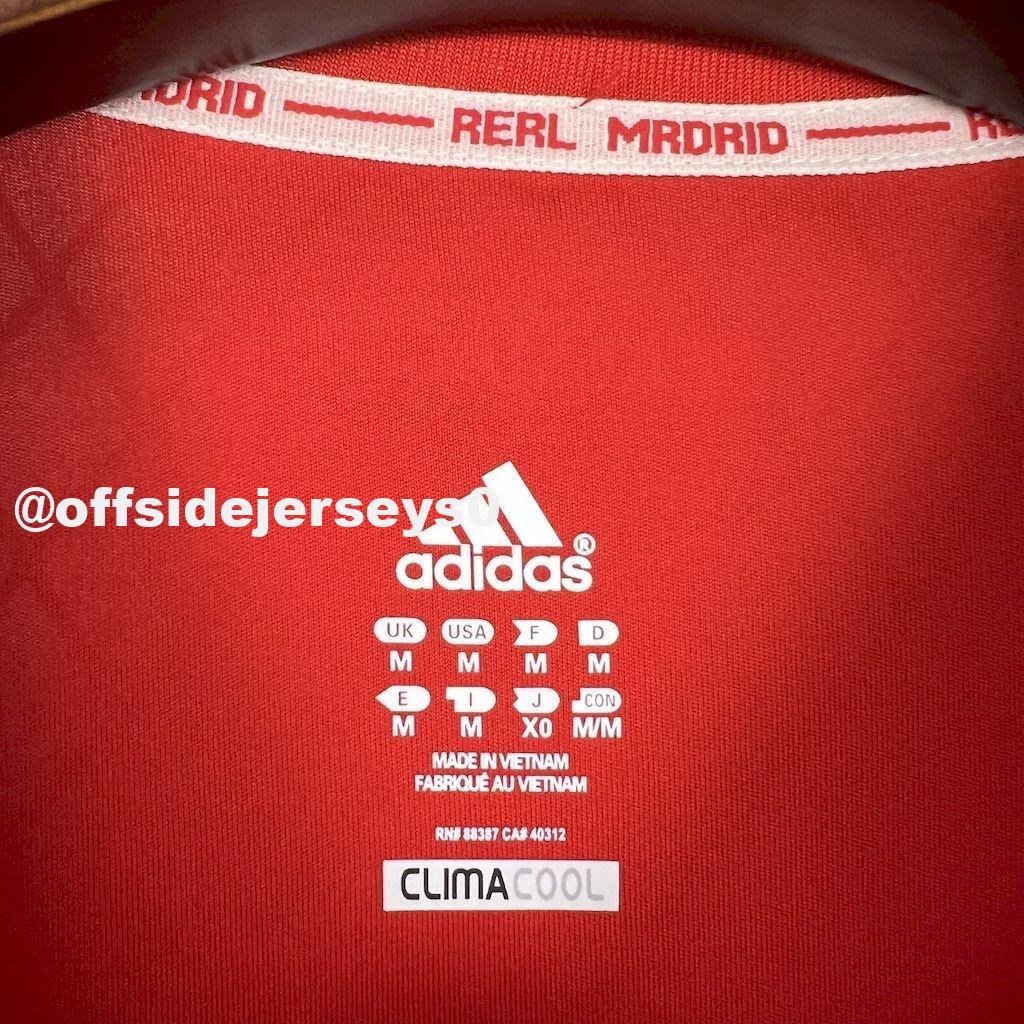 MDRID — RERL MRDRID — RE
@offsidejerseys0
adidas®
UK USA F D
M M M M
E I J CON
M M X0 M/M
MADE IN VIETNAM
FABRIQUÉ AU VIETNAM
RN# 88387 CA# 40312
CLIMACOOL